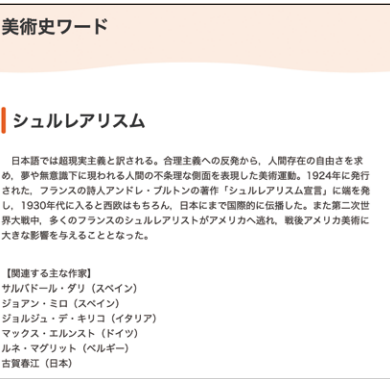 美術史ワード
シュルレアリスム
日本語では超現実主義と訳される。合理主義への反発から，人間存在の自由さを求
め，夢や無意識下に現われる人間の不条理な側面を表現した美術運動。1924年に発行
された，フランスの詩人アンドレ・ブルトンの著作「シュルレアリスム宣言」に端を発
し，1930年代に入ると西欧はもちろん，日本にまで国際的に伝播した。また第二次世
界大戦中，多くのフランスのシュルレアリストがアメリカへ逃れ，戦後アメリカ美術に
大きな影響を与えることとなった。
【関連する主な作家】
サルバドール・ダリ（スペイン）
ジョアン・ミロ（スペイン）
ジョルジュ・デ・キリコ（イタリア）
マックス・エルンスト（ドイツ）
ルネ・マグリット（ベルギー）
古賀春江（日本）